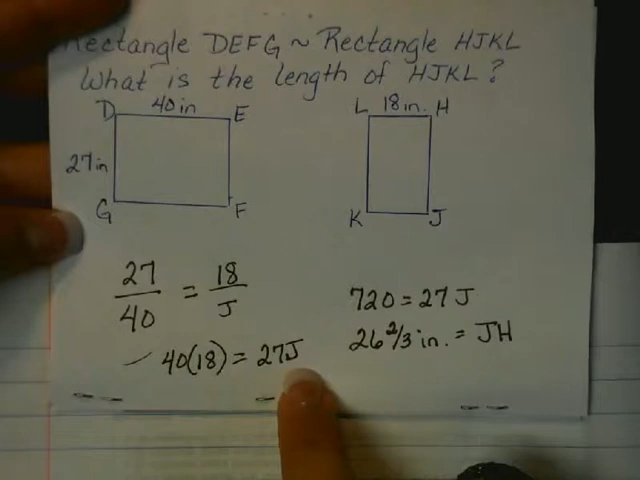 Rectangle DEFG ~ Rectangle HJKL
What is the length of HJKL?
D 40 in E
L 18 in. H
27 in
G F
K J
27/40 = 18/J
720 = 27 J
26 2/3 in. = JH
40(18) = 27J